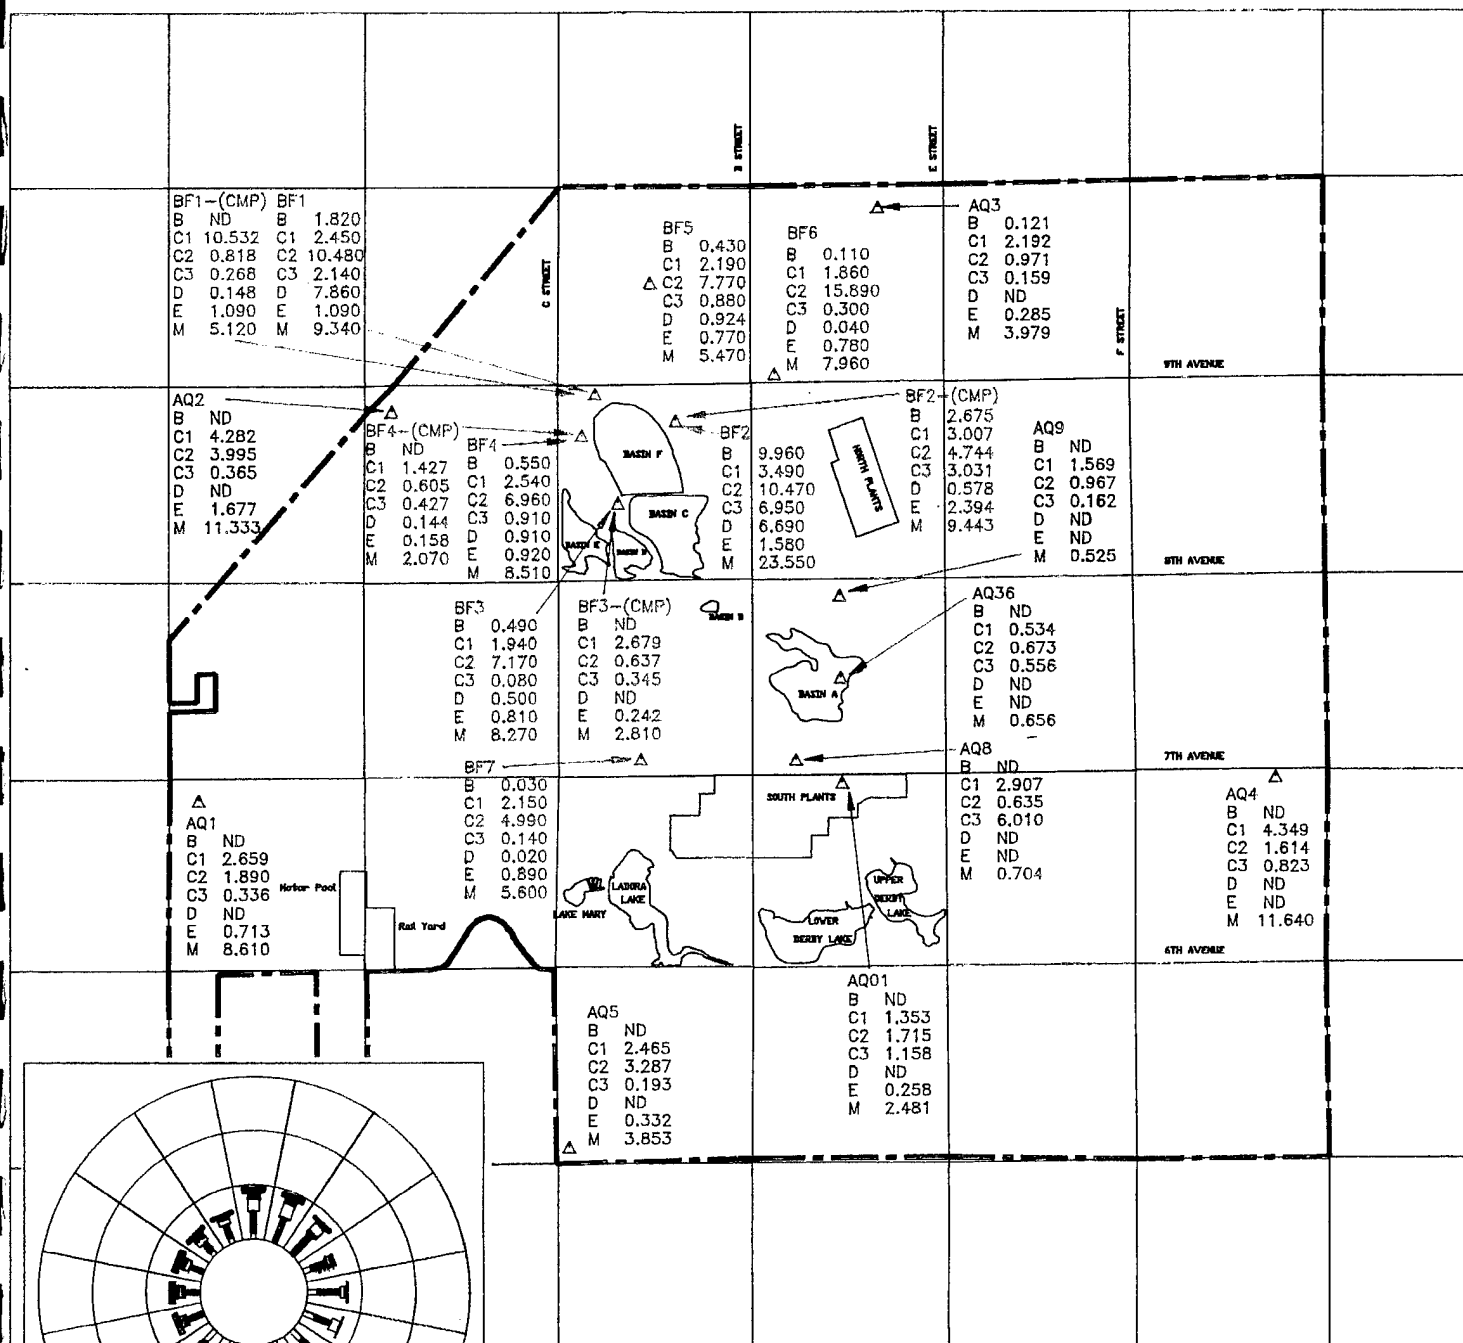 B STREET
E STREET
C STREET
F STREET
BF1-(CMP)
B ND
C1 10.532
C2 0.818
C3 0.268
D 0.148
E 1.090
M 5.120
BF1
B 1.820
C1 2.450
C2 10.480
C3 2.140
D 7.860
E 1.090
M 9.340
BF5
B 0.430
C1 2.190
C2 7.770
C3 0.880
D 0.924
E 0.770
M 5.470
BF6
B 0.110
C1 1.860
C2 15.890
C3 0.300
D 0.040
E 0.780
M 7.960
AQ3
B 0.121
C1 2.192
C2 0.971
C3 0.159
D ND
E 0.285
M 3.979
9TH AVENUE
AQ2
B ND
C1 4.282
C2 3.995
C3 0.365
D ND
E 1.677
M 11.333
BF4-(CMP)
B ND
C1 1.427
C2 0.605
C3 0.427
D 0.144
E 0.158
M 2.070
BF4
B 0.550
C1 2.540
C2 6.960
C3 0.910
D 0.910
E 0.920
M 8.510
BASIN F
BASIN C
BASIN E
BASIN D
BF2
B 9.960
C1 3.490
C2 10.470
C3 6.950
D 6.690
E 1.580
M 23.550
NORTH PLANTS
BF2-(CMP)
B 2.675
C1 3.007
C2 4.744
C3 3.031
D 0.578
E 2.394
M 9.443
AQ9
B ND
C1 1.569
C2 0.967
C3 0.162
D ND
E ND
M 0.525
8TH AVENUE
BF3
B 0.490
C1 1.940
C2 7.170
C3 0.080
D 0.500
E 0.810
M 8.270
BF3-(CMP)
B ND
C1 2.679
C2 0.637
C3 0.345
D ND
E 0.242
M 2.810
BASIN B
BASIN A
AQ36
B ND
C1 0.534
C2 0.673
C3 0.556
D ND
E ND
M 0.656
7TH AVENUE
BF7
B 0.030
C1 2.150
C2 4.990
C3 0.140
D 0.020
E 0.890
M 5.600
SOUTH PLANTS
AQ8
B ND
C1 2.907
C2 0.635
C3 6.010
D ND
E ND
M 0.704
AQ4
B ND
C1 4.349
C2 1.614
C3 0.823
D ND
E ND
M 11.640
AQ1
B ND
C1 2.659
C2 1.890
C3 0.336
D ND
E 0.713
M 8.610
Motor Pool
Rail Yard
LAKE MARY
LADORA
LAKE
UPPER
DERBY
LAKE
LOWER
DERBY LAKE
6TH AVENUE
AQ5
B ND
C1 2.465
C2 3.287
C3 0.193
D ND
E 0.332
M 3.853
AQ01
B ND
C1 1.353
C2 1.715
C3 1.158
D ND
E 0.258
M 2.481